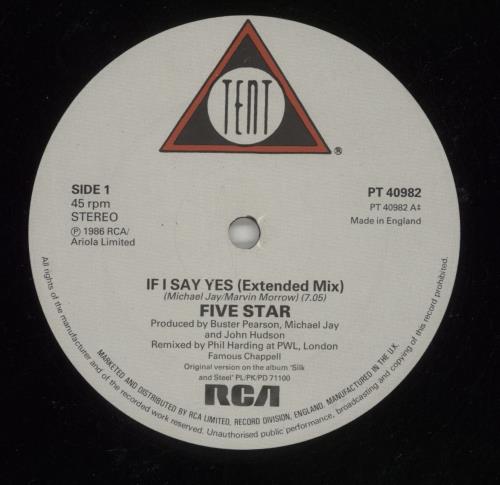 TENT
®
SIDE 1
45 rpm
STEREO
℗ 1986 RCA/
Ariola Limited
PT 40982
PT 40982 A‡
Made in England
IF I SAY YES (Extended Mix)
(Michael Jay/Marvin Morrow) (7.05)
FIVE STAR
Produced by Buster Pearson, Michael Jay
and John Hudson
Remixed by Phil Harding at PWL, London
Famous Chappell
Original version on the album 'Silk
and Steel' PL/PK/PD 71100
RCA
MARKETED AND DISTRIBUTED BY RCA LIMITED, RECORD DIVISION, ENGLAND. MANUFACTURED IN THE U.K.
All rights of the manufacturer and of the owner of the recorded work reserved. Unauthorised public performance, broadcasting and copying of this record prohibited.